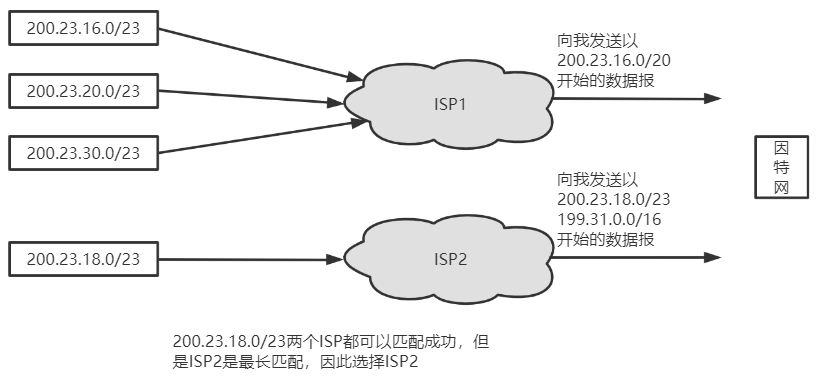 200.23.16.0/23
200.23.20.0/23
200.23.30.0/23
ISP1
向我发送以
200.23.16.0/20
开始的数据报
因
特
网
200.23.18.0/23
ISP2
向我发送以
200.23.18.0/23
199.31.0.0/16
开始的数据报
200.23.18.0/23两个ISP都可以匹配成功，但
是ISP2是最长匹配，因此选择ISP2